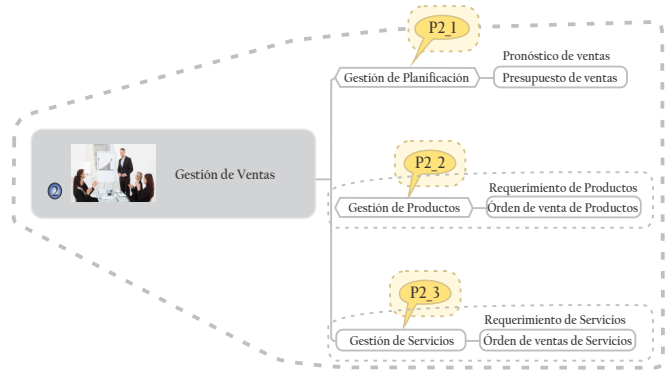 P2_1
Pronóstico de ventas
Gestión de Planificación
Presupuesto de ventas
2
Gestión de Ventas
P2_2
Requerimiento de Productos
Gestión de Productos
Órden de venta de Productos
P2_3
Requerimiento de Servicios
Gestión de Servicios
Órden de ventas de Servicios